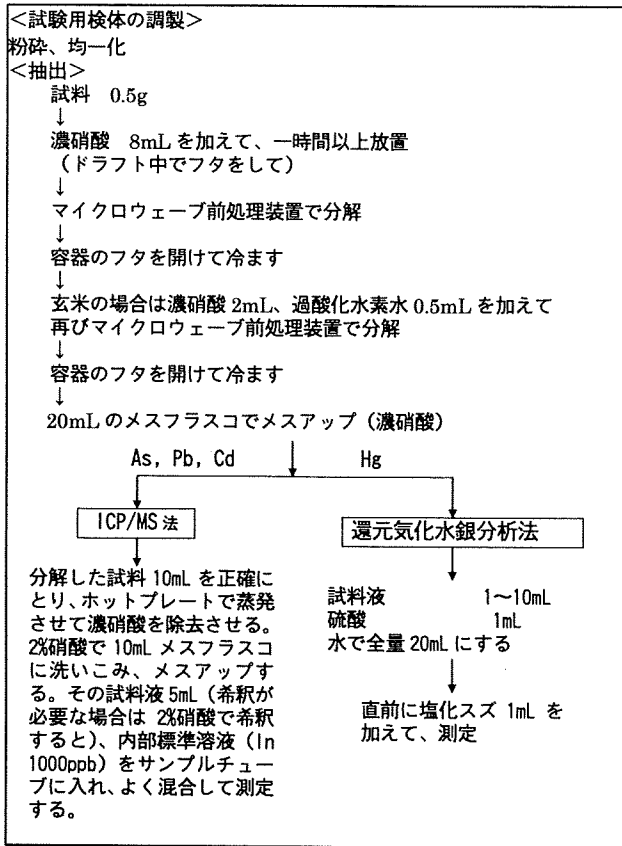 ＜試験用検体の調製＞
粉砕、均一化
＜抽出＞
試料　0.5g
↓
濃硝酸　8mL を加えて、一時間以上放置
（ドラフト中でフタをして）
↓
マイクロウェーブ前処理装置で分解
↓
容器のフタを開けて冷ます
↓
玄米の場合は濃硝酸 2mL、過酸化水素水 0.5mL を加えて
再びマイクロウェーブ前処理装置で分解
↓
容器のフタを開けて冷ます
↓
20mL のメスフラスコでメスアップ（濃硝酸）
As, Pb, Cd
Hg
ICP/MS 法
分解した試料 10mL を正確に
とり、ホットプレートで蒸発
させて濃硝酸を除去させる。
2%硝酸で 10mL メスフラスコ
に洗いこみ、メスアップす
る。その試料液 5mL（希釈が
必要な場合は 2%硝酸で希釈
すると）、内部標準溶液（In
1000ppb）をサンプルチュー
ブに入れ、よく混合して測定
する。
還元気化水銀分析法
試料液　1～10mL
硫酸　1mL
水で全量 20mL にする
直前に塩化スズ 1mL を
加えて、測定